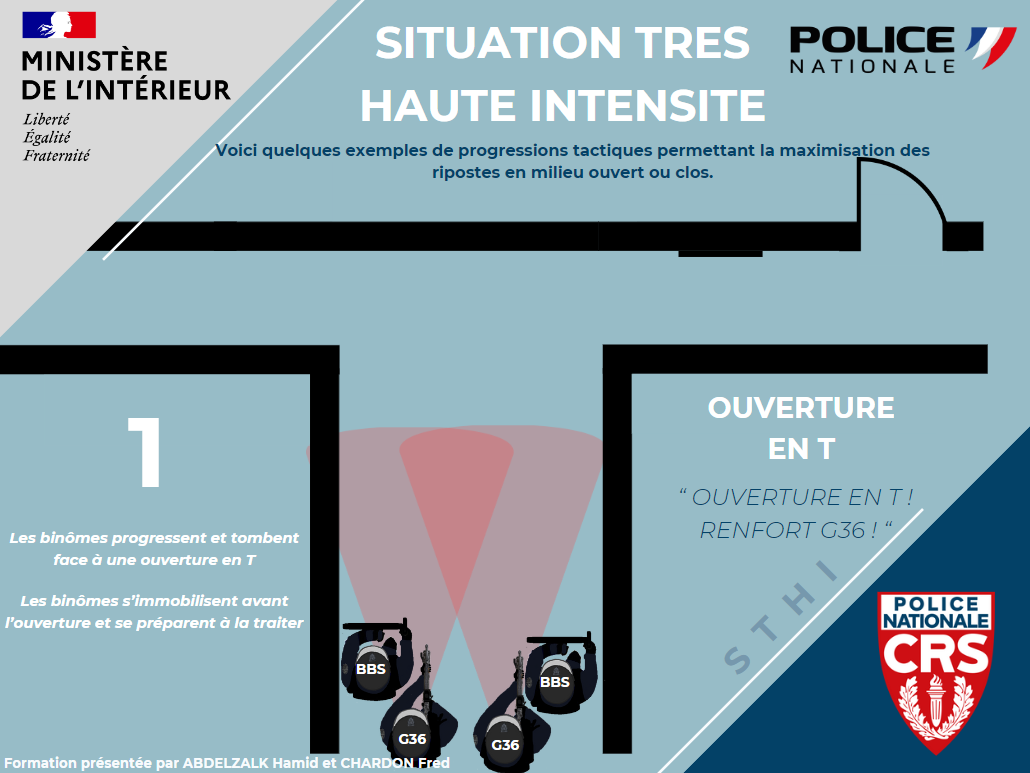 MINISTÈRE
DE L'INTÉRIEUR
Liberté
Égalité
Fraternité
SITUATION TRES
HAUTE INTENSITE
POLICE
NATIONALE
Voici quelques exemples de progressions tactiques permettant la maximisation des
ripostes en milieu ouvert ou clos.
1
Les binômes progressent et tombent
face à une ouverture en T
Les binômes s'immobilisent avant
l'ouverture et se préparent à la traiter
OUVERTURE
EN T
“ OUVERTURE EN T !
RENFORT G36 ! “
STHI
BBS
BBS
G36
G36
POLICE
NATIONALE
CRS
Formation présentée par ABDELZALK Hamid et CHARDON Fred